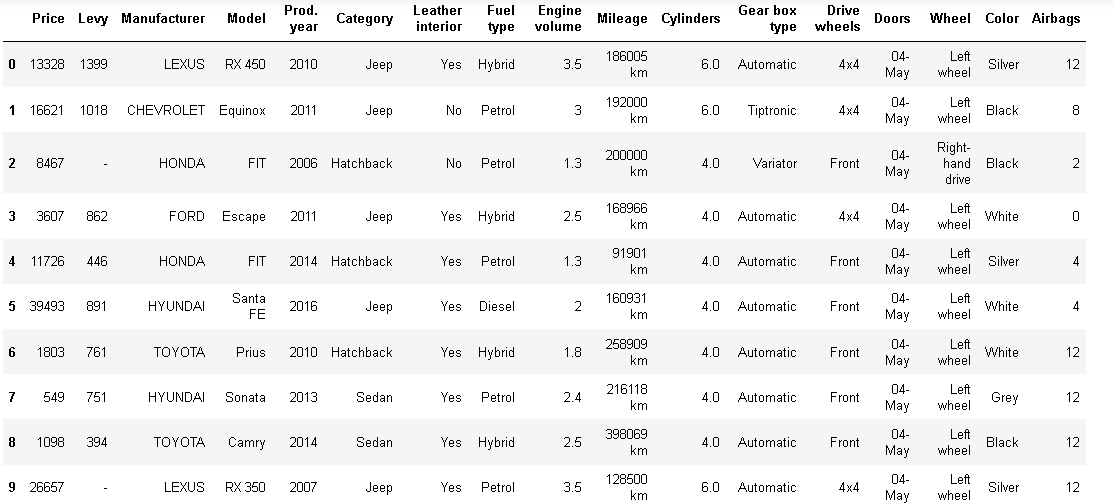 Price Levy Manufacturer Model Prod. year Category Leather interior Fuel type Engine volume Mileage Cylinders Gear box type Drive wheels Doors Wheel Color Airbags
0 13328 1399 LEXUS RX 450 2010 Jeep Yes Hybrid 3.5 186005 km 6.0 Automatic 4x4 04-May Left wheel Silver 12
1 16621 1018 CHEVROLET Equinox 2011 Jeep No Petrol 3 192000 km 6.0 Tiptronic 4x4 04-May Left wheel Black 8
2 8467 - HONDA FIT 2006 Hatchback No Petrol 1.3 200000 km 4.0 Variator Front 04-May Right-hand drive Black 2
3 3607 862 FORD Escape 2011 Jeep Yes Hybrid 2.5 168966 km 4.0 Automatic 4x4 04-May Left wheel White 0
4 11726 446 HONDA FIT 2014 Hatchback Yes Petrol 1.3 91901 km 4.0 Automatic Front 04-May Left wheel Silver 4
5 39493 891 HYUNDAI Santa FE 2016 Jeep Yes Diesel 2 160931 km 4.0 Automatic Front 04-May Left wheel White 4
6 1803 761 TOYOTA Prius 2010 Hatchback Yes Hybrid 1.8 258909 km 4.0 Automatic Front 04-May Left wheel White 12
7 549 751 HYUNDAI Sonata 2013 Sedan Yes Petrol 2.4 216118 km 4.0 Automatic Front 04-May Left wheel Grey 12
8 1098 394 TOYOTA Camry 2014 Sedan Yes Hybrid 2.5 398069 km 4.0 Automatic Front 04-May Left wheel Black 12
9 26657 - LEXUS RX 350 2007 Jeep Yes Petrol 3.5 128500 km 6.0 Automatic 4x4 04-May Left wheel Silver 12